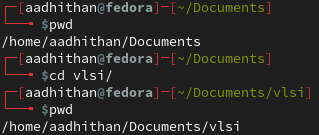 ┌─[aadhithan@fedora]─[~/Documents]
└──╼ $pwd
/home/aadhithan/Documents
┌─[aadhithan@fedora]─[~/Documents]
└──╼ $cd vlsi/
┌─[aadhithan@fedora]─[~/Documents/vlsi]
└──╼ $pwd
/home/aadhithan/Documents/vlsi